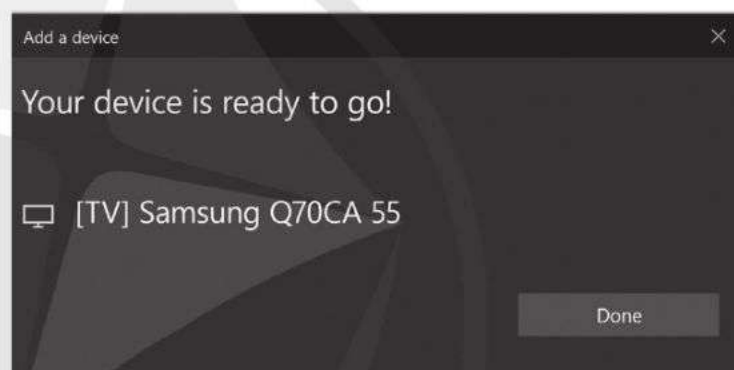 Add a device
Your device is ready to go!
[TV] Samsung Q70CA 55
Done